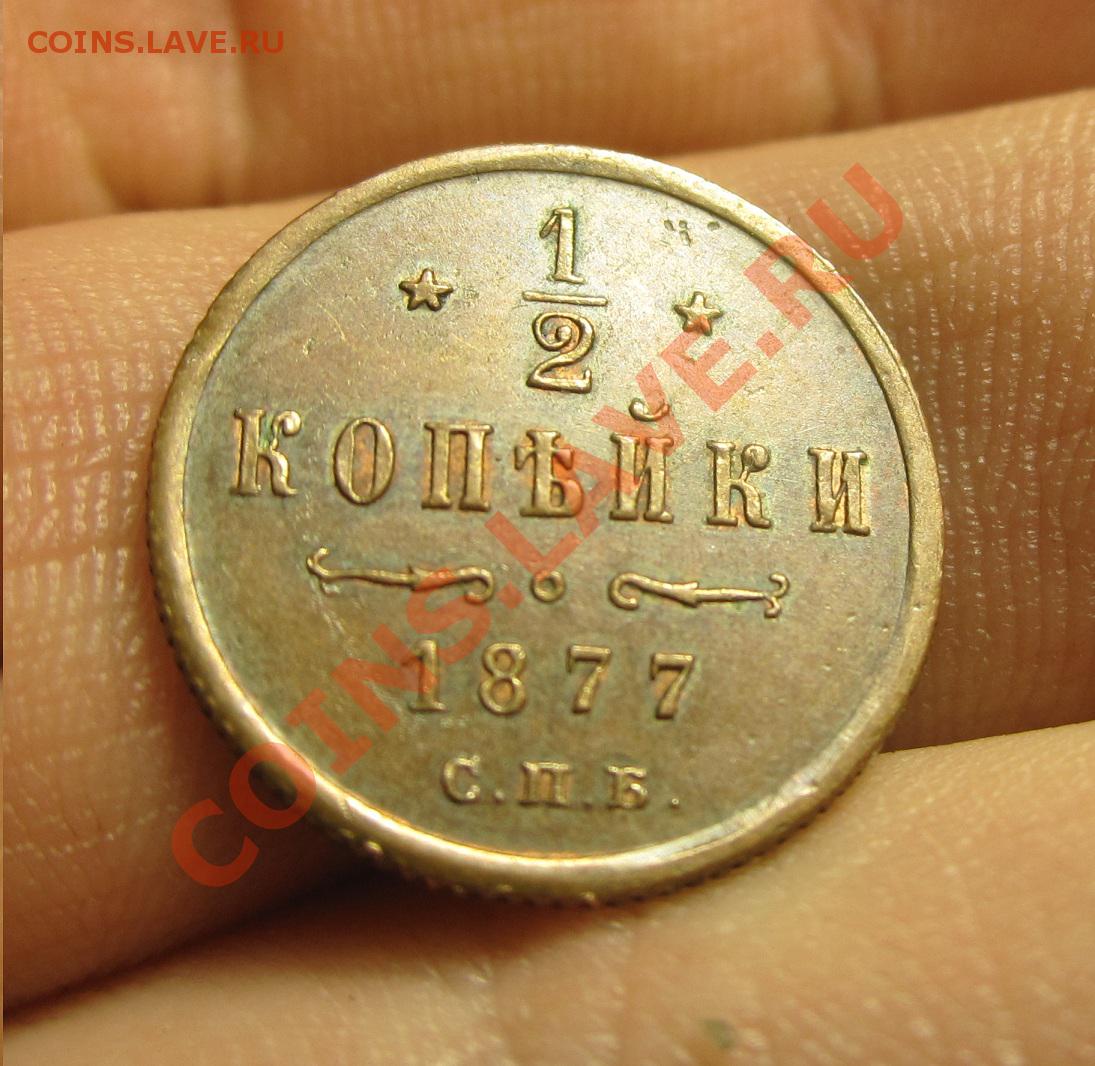 COINS.LAVE.RU
1
2
КОПѢЙКИ
1877
С.П.Б.
COINS.LAVE.RU